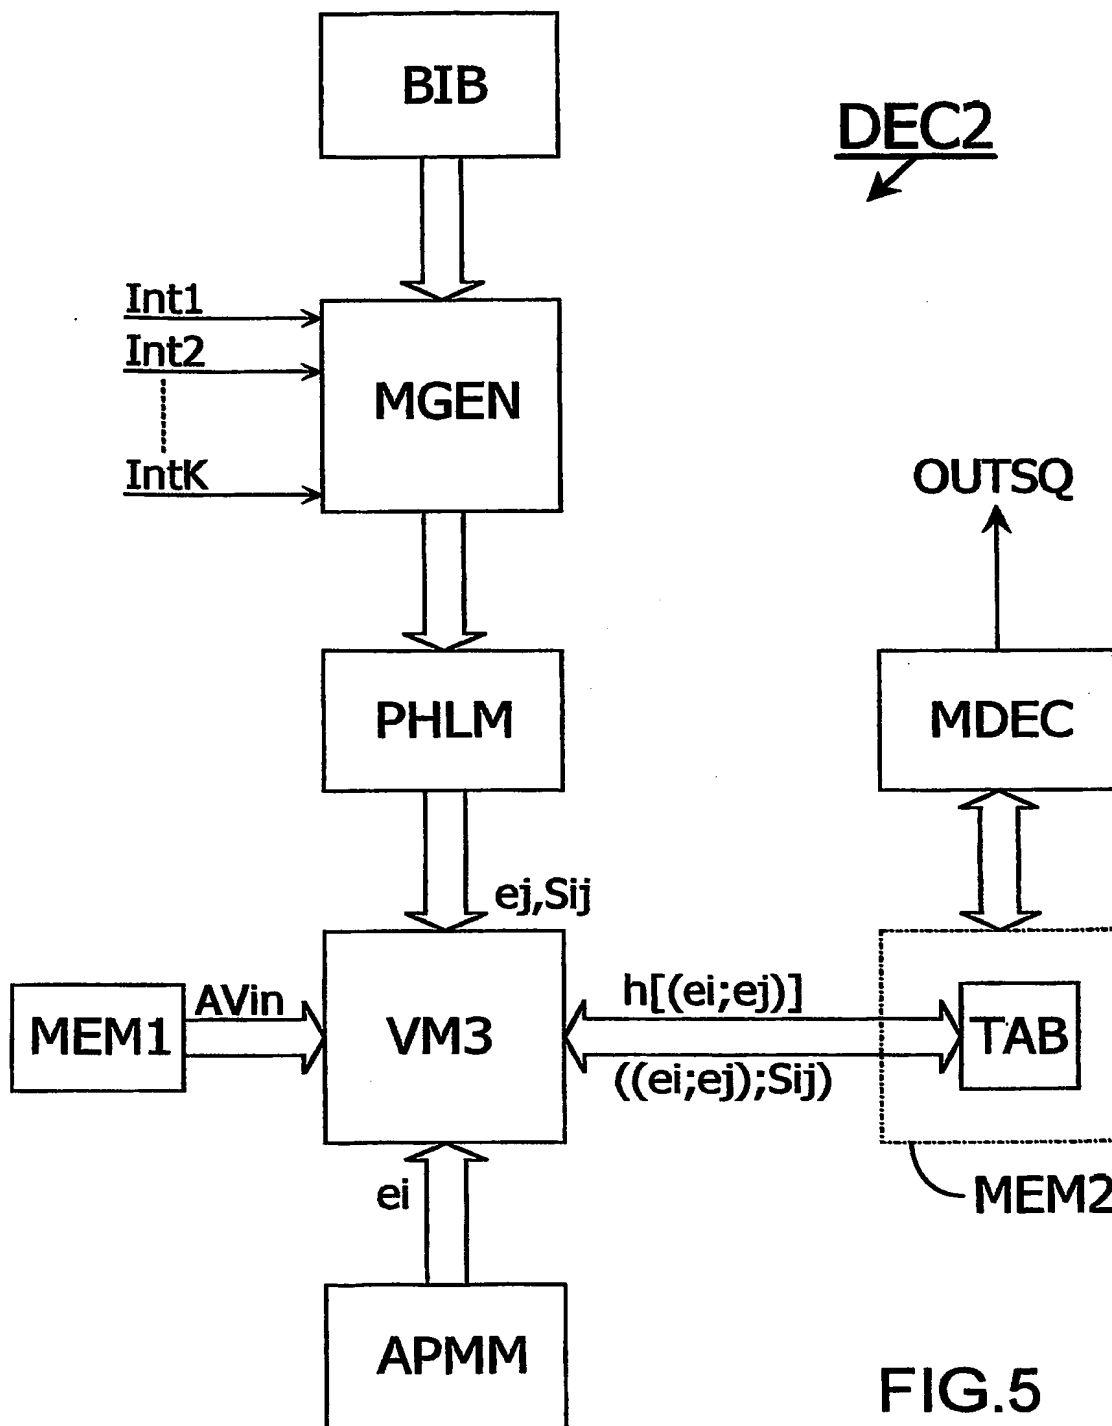 BIB
DEC2
Int1
Int2
MGEN
IntK
OUTSQ
PHLM
MDEC
ej,Sij
AVin
h[(ei;ej)]
MEM1
VM3
TAB
((ei;ej);Sij)
ei
MEM2
APMM
FIG.5